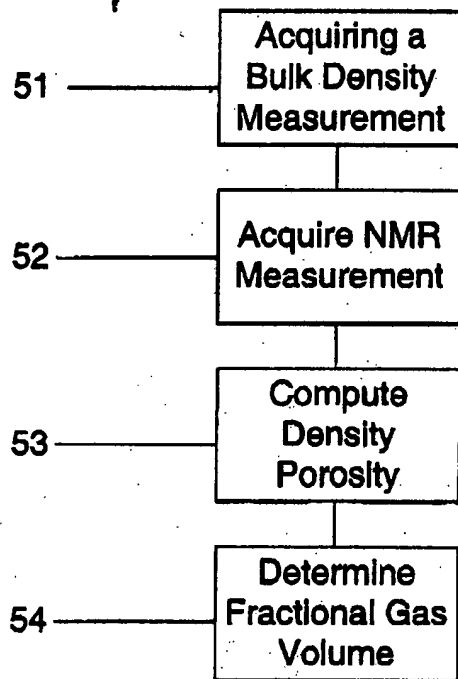 51
Acquiring a
Bulk Density
Measurement
52
Acquire NMR
Measurement
53
Compute
Density
Porosity
54
Determine
Fractional Gas
Volume